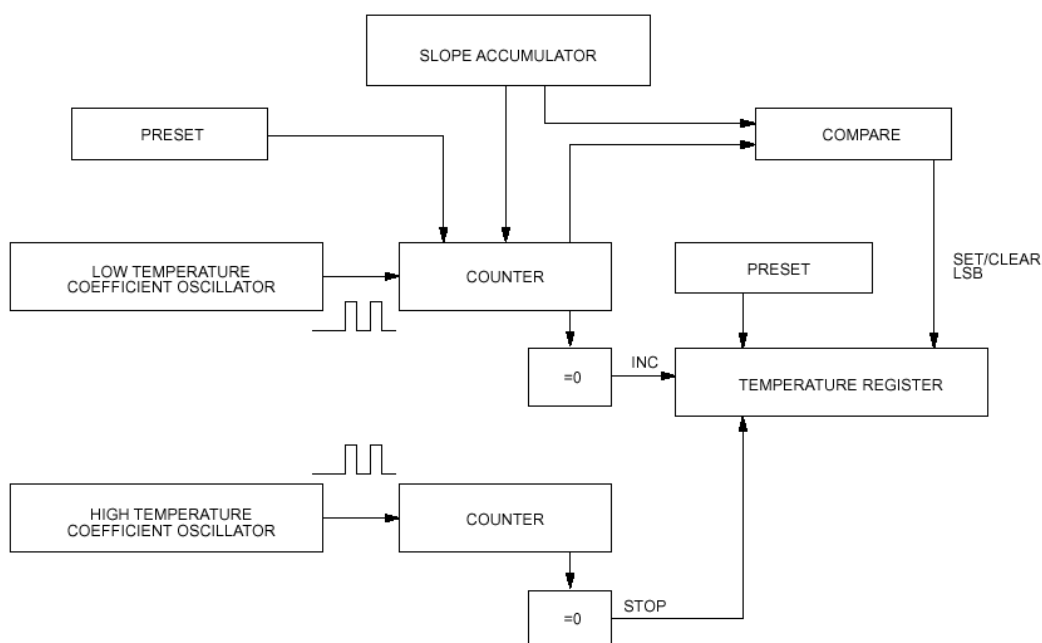 SLOPE ACCUMULATOR
PRESET
COMPARE
LOW TEMPERATURE
COEFFICIENT OSCILLATOR
COUNTER
PRESET
SET/CLEAR
LSB
=0
INC
TEMPERATURE REGISTER
HIGH TEMPERATURE
COEFFICIENT OSCILLATOR
COUNTER
=0
STOP